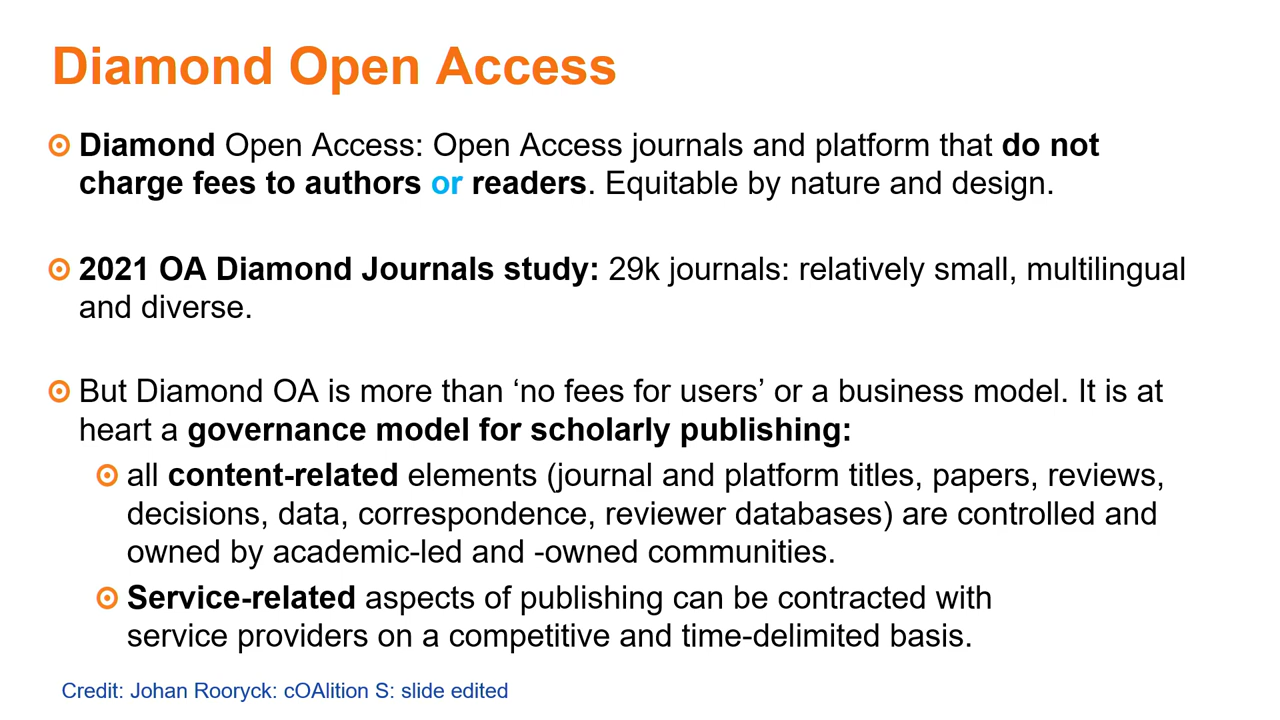 Diamond Open Access
Diamond Open Access: Open Access journals and platform that do not
charge fees to authors or readers. Equitable by nature and design.
2021 OA Diamond Journals study: 29k journals: relatively small, multilingual
and diverse.
But Diamond OA is more than ‘no fees for users’ or a business model. It is at
heart a governance model for scholarly publishing:
all content-related elements (journal and platform titles, papers, reviews,
decisions, data, correspondence, reviewer databases) are controlled and
owned by academic-led and -owned communities.
Service-related aspects of publishing can be contracted with
service providers on a competitive and time-delimited basis.
Credit: Johan Rooryck: cOAlition S: slide edited